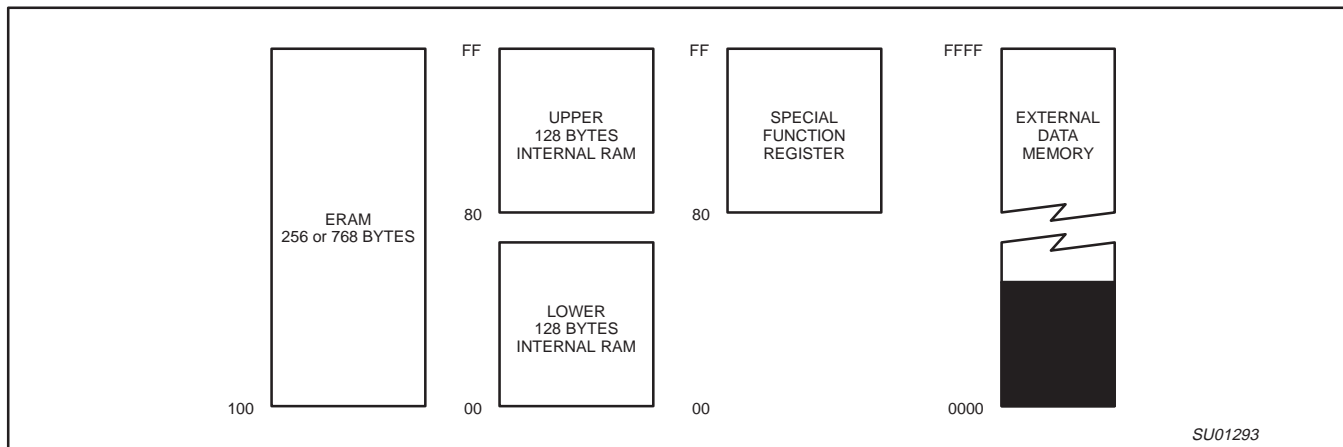 FF
FF
FFFF
UPPER
128 BYTES
INTERNAL RAM
SPECIAL
FUNCTION
REGISTER
EXTERNAL
DATA
MEMORY
ERAM
256 or 768 BYTES
80
80
LOWER
128 BYTES
INTERNAL RAM
100
00
00
0000
SU01293